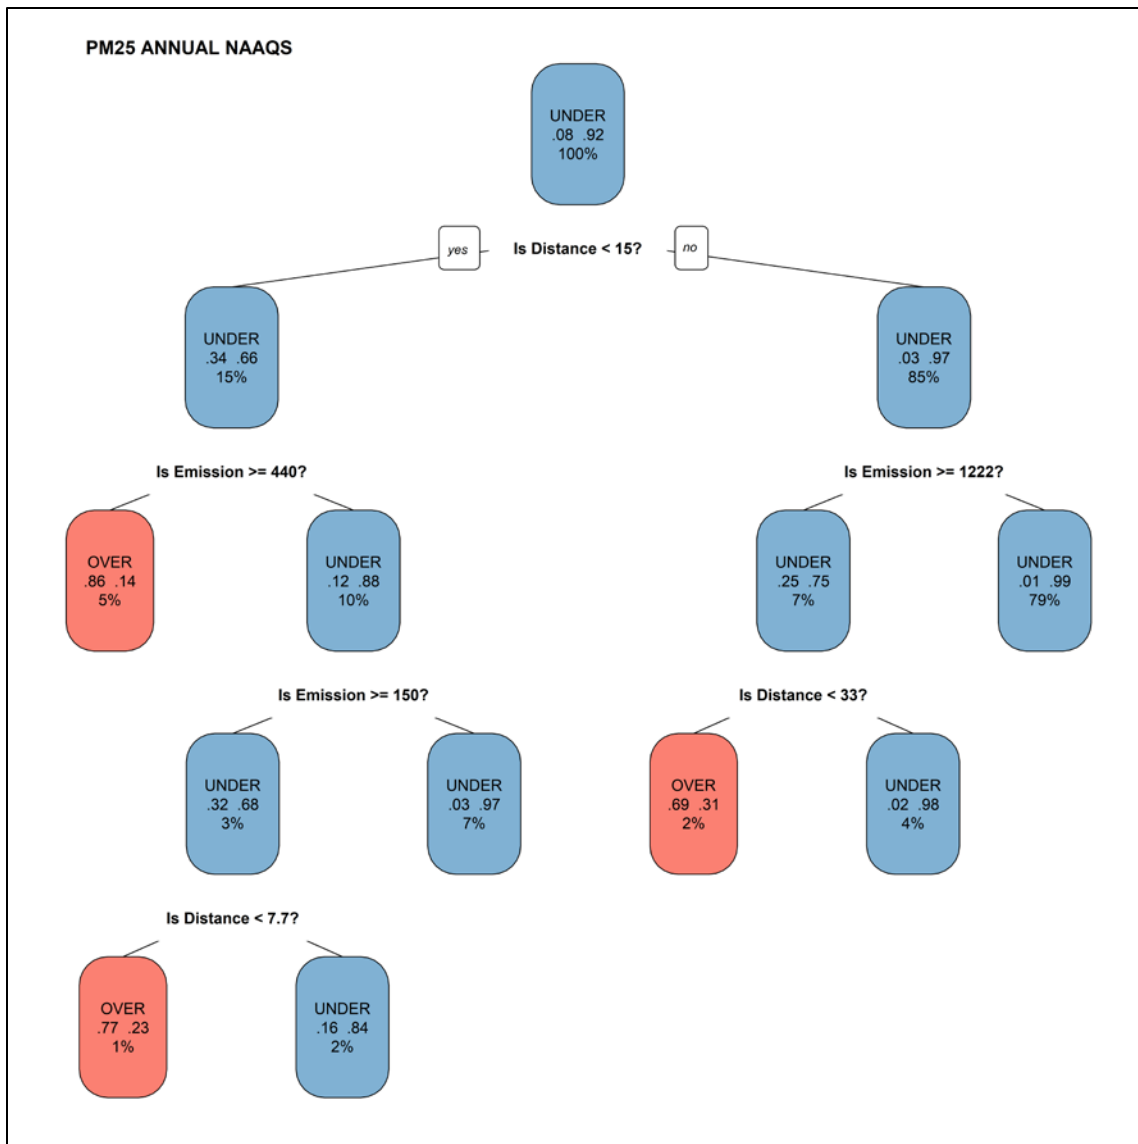 PM25 ANNUAL NAAQS
UNDER
.08 .92
100%
yes
Is Distance < 15?
no
UNDER
.34 .66
15%
UNDER
.03 .97
85%
Is Emission >= 440?
Is Emission >= 1222?
OVER
.86 .14
5%
UNDER
.12 .88
10%
UNDER
.25 .75
7%
UNDER
.01 .99
79%
Is Emission >= 150?
Is Distance < 33?
UNDER
.32 .68
3%
UNDER
.03 .97
7%
OVER
.69 .31
2%
UNDER
.02 .98
4%
Is Distance < 7.7?
OVER
.77 .23
1%
UNDER
.16 .84
2%